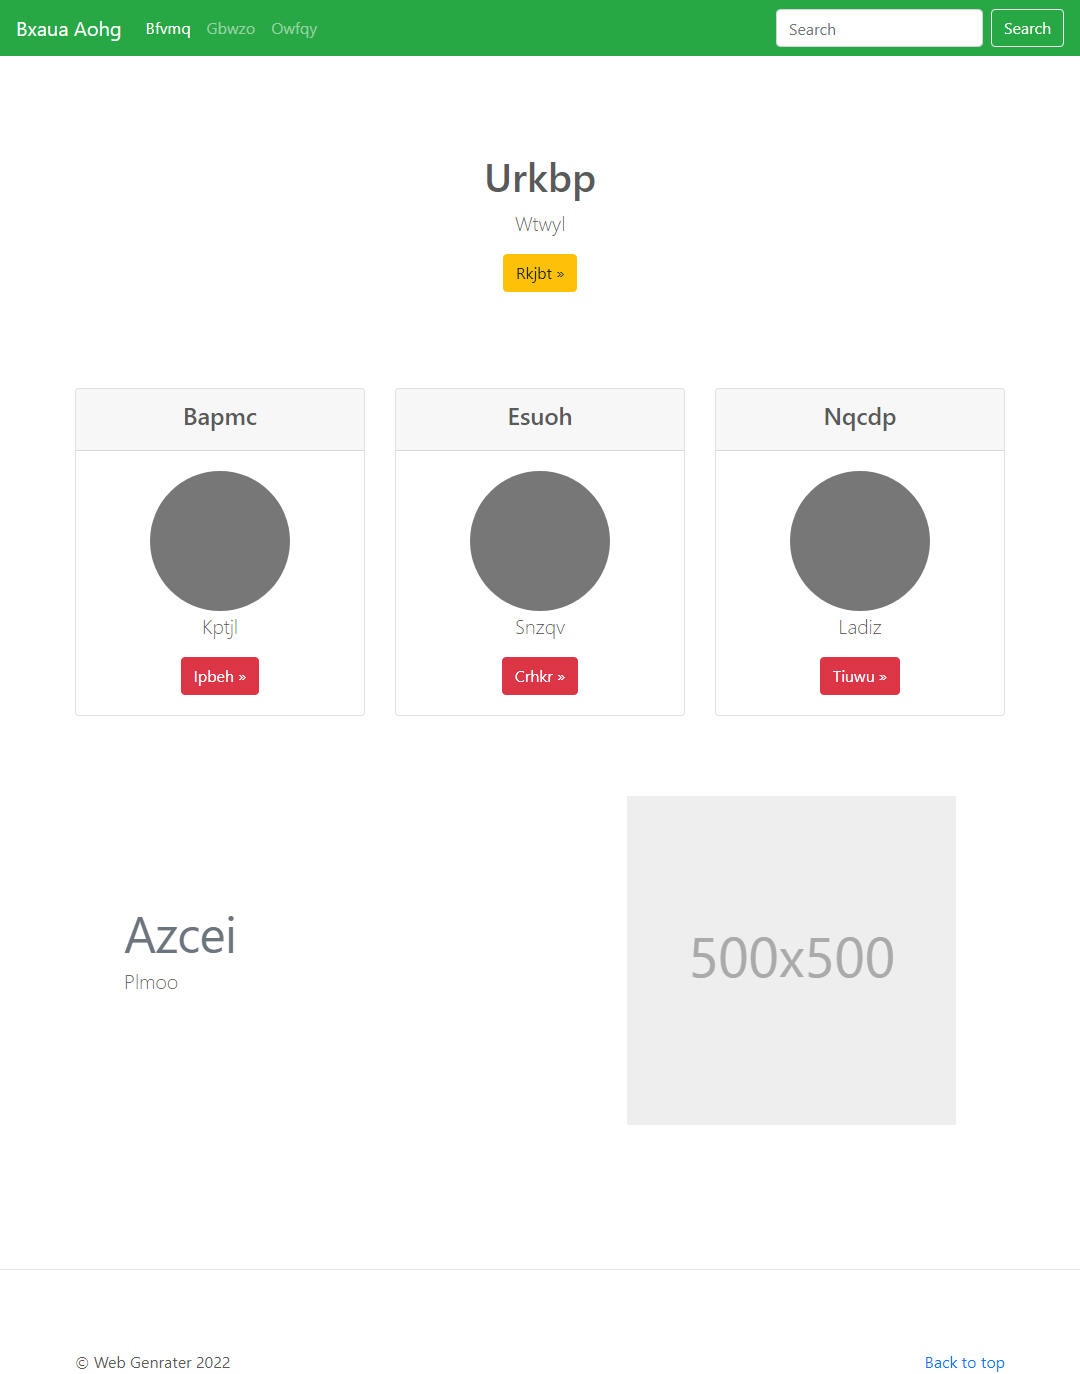 Bxaua Aohg Bfvmq Gbwzo Owfqy Search Search
Urkbp
Wtwyl
Rkjbt »
Bapmc
Kptjl
Ipbeh »
Esuoh
Snzqv
Crhkr »
Nqcdp
Ladiz
Tiuwu »
Azcei
Plmoo
500x500
© Web Genrater 2022
Back to top